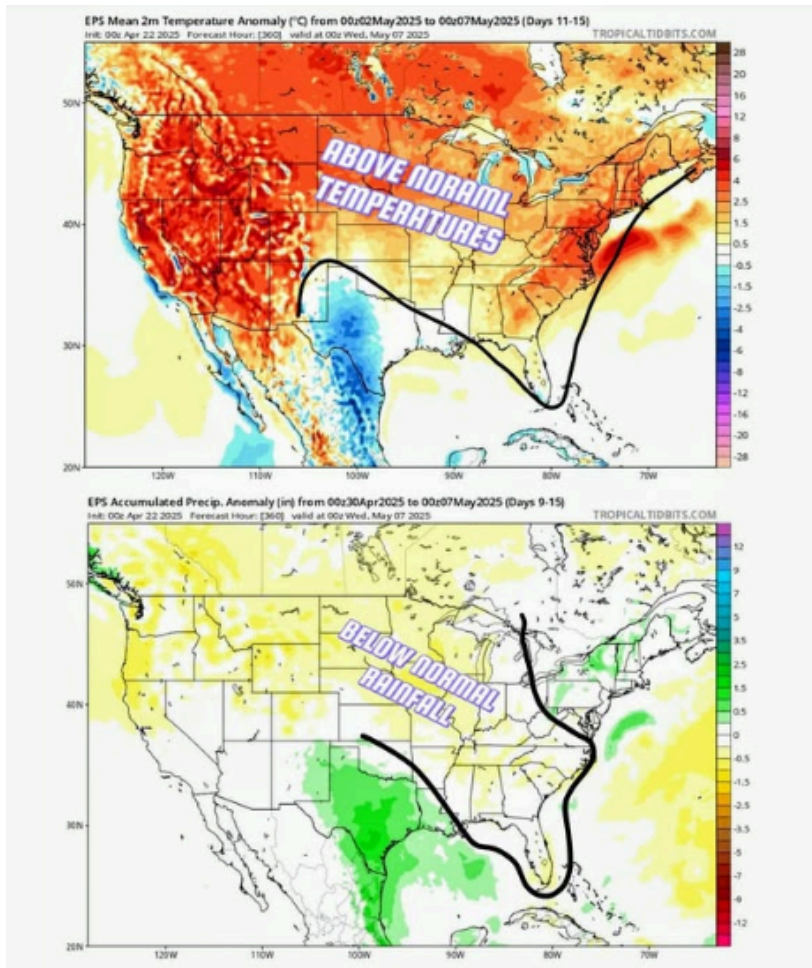 EPS Mean 2m Temperature Anomaly (°C) from 00z02May2025 to 00z07May2025 (Days 11-15)
Init: 00z Apr 22 2025 Forecast Hour: [360] valid at 00z Wed, May 07 2025 TROPICALTIDBITS.COM
28
20
16
12
8
6
4
2.5
1.5
0.5
-0.5
-1.5
-2.5
-4
-6
-8
-12
-16
-20
-28
50N
40N
30N
20N
ABOVE NORAML
TEMPERATURES
120W 110W 100W 90W 80W 70W
EPS Accumulated Precip. Anomaly (in) from 00z30Apr2025 to 00z07May2025 (Days 9-15)
Init: 00z Apr 22 2025 Forecast Hour: [360] valid at 00z Wed, May 07 2025 TROPICALTIDBITS.COM
12
9
7
5
3.5
2.5
1.5
0.5
0
-0.5
-1.5
-2.5
-3.5
-5
-7
-9
-12
50N
40N
30N
20N
BELOW NORMAL
RAINFALL
120W 110W 100W 90W 80W 70W